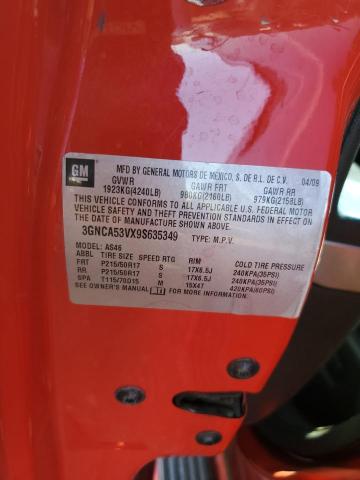 GM
MFD BY GENERAL MOTORS DE MEXICO, S. DE R.L. DE C.V. 04/09
GVWR GAWR FRT GAWR RR
1923KG(4240LB) 980KG(2160LB) 979KG(2158LB)
THIS VEHICLE CONFORMS TO ALL APPLICABLE U.S. FEDERAL
MOTOR VEHICLE SAFETY, BUMPER, AND THEFT PREVENTION
STANDARDS IN EFFECT ON THE DATE OF MANUFACTURE SHOWN ABOVE.
3GNCA53VX9S635349 TYPE: M.P.V.
MODEL: AS46
ABBL TIRE SIZE SPEED RTG RIM COLD TIRE PRESSURE
FRT P215/50R17 S 17X6.5J 240KPA(35PSI)
RR P215/50R17 S 17X6.5J 240KPA(35PSI)
SPA T115/70D15 M 15X4T 420KPA(60PSI)
SEE OWNER'S MANUAL FOR MORE INFORMATION.